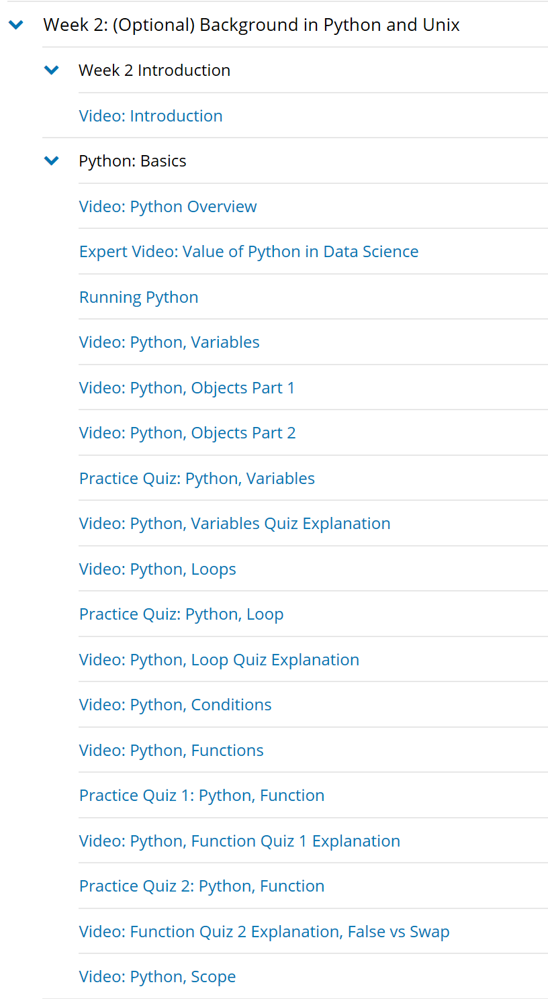 Week 2: (Optional) Background in Python and Unix
Week 2 Introduction
Video: Introduction
Python: Basics
Video: Python Overview
Expert Video: Value of Python in Data Science
Running Python
Video: Python, Variables
Video: Python, Objects Part 1
Video: Python, Objects Part 2
Practice Quiz: Python, Variables
Video: Python, Variables Quiz Explanation
Video: Python, Loops
Practice Quiz: Python, Loop
Video: Python, Loop Quiz Explanation
Video: Python, Conditions
Video: Python, Functions
Practice Quiz 1: Python, Function
Video: Python, Function Quiz 1 Explanation
Practice Quiz 2: Python, Function
Video: Function Quiz 2 Explanation, False vs Swap
Video: Python, Scope